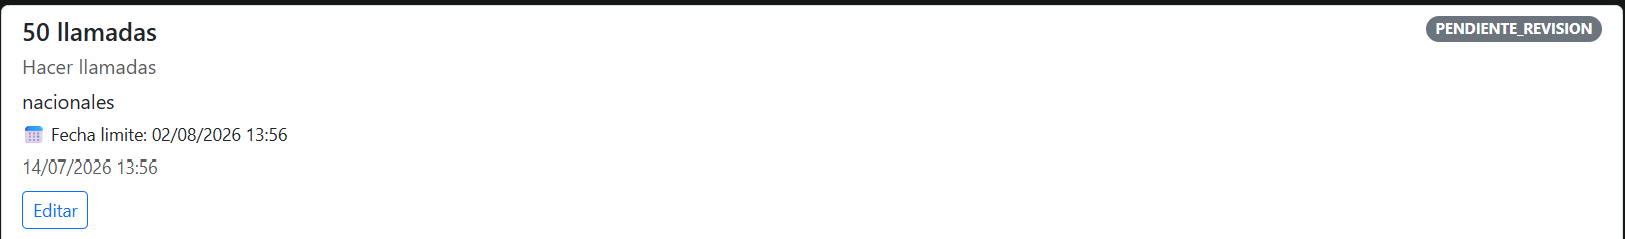 50 llamadas
PENDIENTE_REVISION
Hacer llamadas
nacionales
Fecha limite: 02/08/2026 13:56
14/07/2026 13:56
Editar